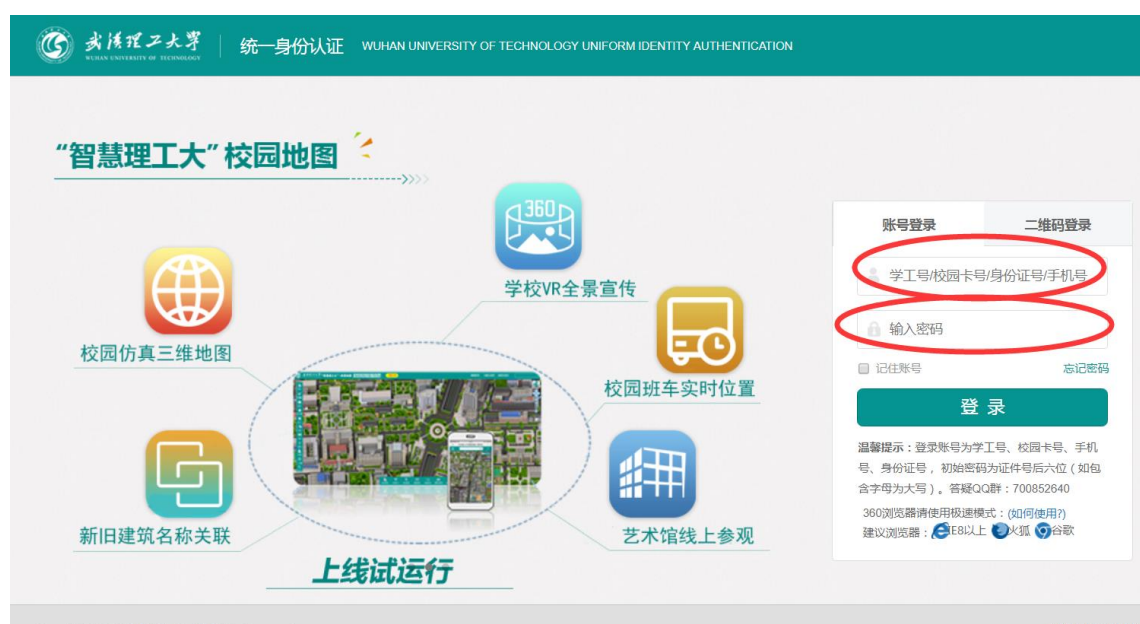 武汉理工大学
WUHAN UNIVERSITY OF TECHNOLOGY
统一身份认证 WUHAN UNIVERSITY OF TECHNOLOGY UNIFORM IDENTITY AUTHENTICATION
“智慧理工大”校园地图
360
学校VR全景宣传
校园仿真三维地图
校园班车实时位置
新旧建筑名称关联
艺术馆线上参观
上线试运行
账号登录 二维码登录
学工号/校园卡号/身份证号/手机号
输入密码
记住账号 忘记密码
登 录
温馨提示：登录账号为学工号、校园卡号、手机
号、身份证号，初始密码为证件号后六位（如包
含字母为大写）。答疑QQ群：700852640
360浏览器请使用极速模式：(如何使用?)
建议浏览器：IE8以上 火狐 谷歌